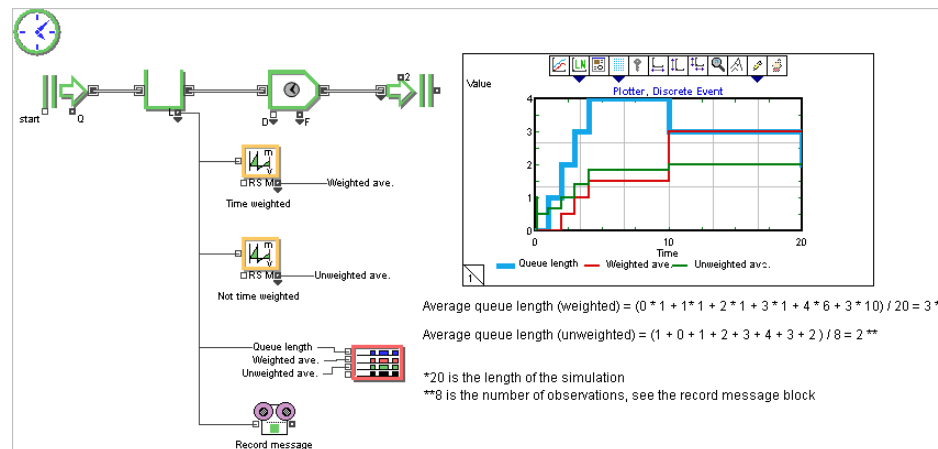 2
start
Q
L
D
F
Value
Plotter, Discrete Event
4
3
2
1
0
0
10
20
Time
Queue length
Weighted ave.
Unweighted ave.
1
m
v
RS M
Weighted ave.
Time weighted
m
v
RS M
Unweighted ave.
Not time weighted
Average queue length (weighted) = (0 * 1 + 1* 1 + 2 * 1 + 3 * 1 + 4 * 6 + 3 * 10) / 20 = 3 *
Average queue length (unweighted) = (1 + 0 + 1 + 2 + 3 + 4 + 3 + 2 ) / 8 = 2 **
Queue length
Weighted ave.
Unweighted ave.
*20 is the length of the simulation
**8 is the number of observations, see the record message block
Record message